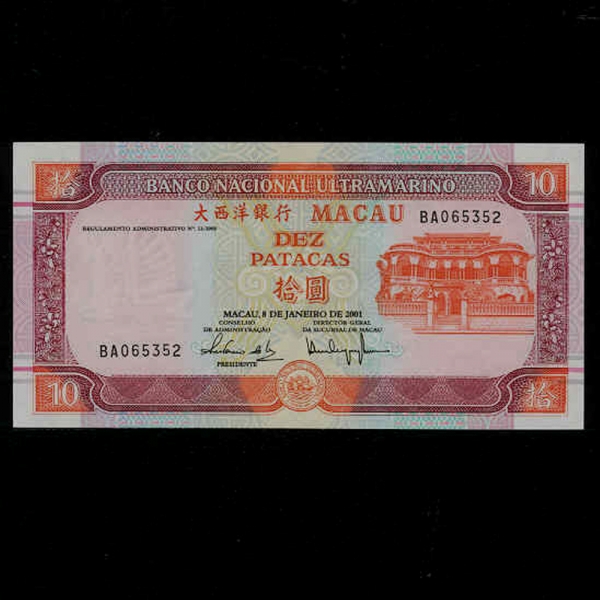 拾 BANCO NACIONAL ULTRAMARINO 10
大西洋銀行 MACAU BA065352
REGULAMENTO ADMINISTRATIVO Nº.
DEZ
PATACAS
拾圓
MACAU, 8 DE JANEIRO DE 2001
CONSELHO DE ADMINISTRAÇÃO
DIRECTOR-GERAL DA SUCURSAL DE MACAU
BA065352
PRESIDENTE
10 拾